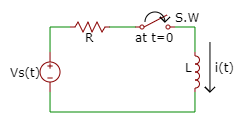 S.W
R
at t=0
Vs(t)
L
i(t)
+
−